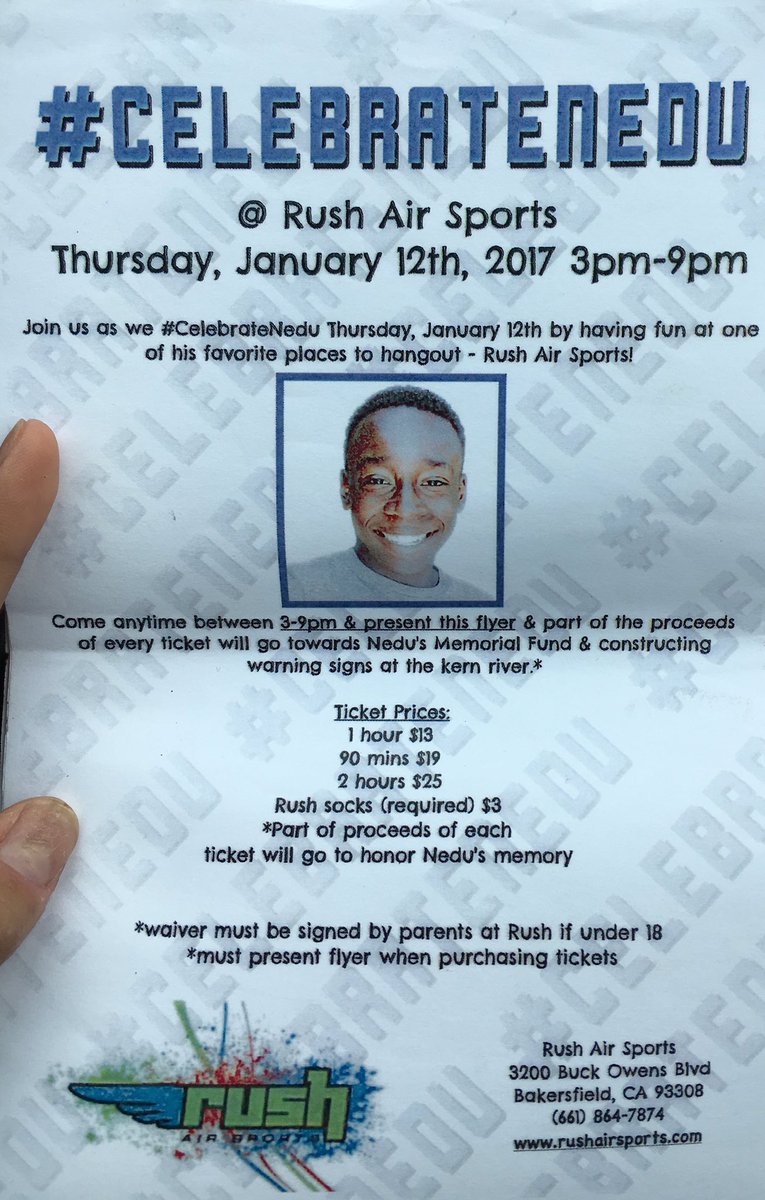 #CELEBRATENEDU
@ Rush Air Sports
Thursday, January 12th, 2017 3pm-9pm
Join us as we #CelebrateNedu Thursday, January 12th by having fun at one
of his favorite places to hangout - Rush Air Sports!
Come anytime between 3-9pm & present this flyer & part of the proceeds
of every ticket will go towards Nedu's Memorial Fund & constructing
warning signs at the kern river.*
Ticket Prices:
1 hour $13
90 mins $19
2 hours $25
Rush socks (required) $3
*Part of proceeds of each
ticket will go to honor Nedu's memory
*waiver must be signed by parents at Rush if under 18
*must present flyer when purchasing tickets
rush
AIR SPORTS
Rush Air Sports
3200 Buck Owens Blvd
Bakersfield, CA 93308
(661) 864-7874
www.rushairsports.com